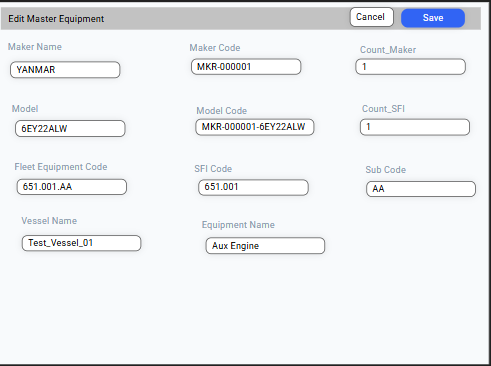 Edit Master Equipment
Cancel
Save
Maker Name
Maker Code
Count_Maker
YANMAR
MKR-000001
1
Model
Model Code
Count_SFI
6EY22ALW
MKR-000001-6EY22ALW
1
Fleet Equipment Code
SFI Code
Sub Code
651.001.AA
651.001
AA
Vessel Name
Equipment Name
Test_Vessel_01
Aux Engine